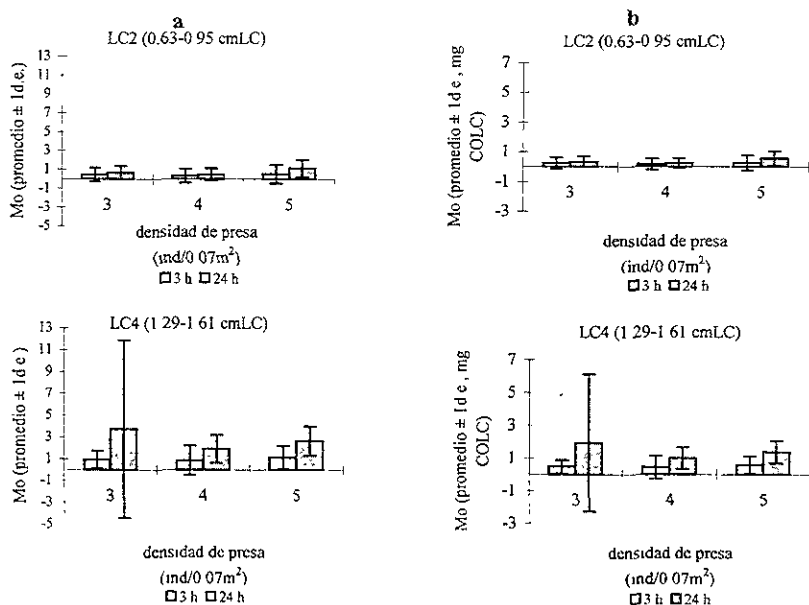 a
LC2 (0.63-0 95 cmLC)
13
11
9
7
5
3
1
-1
-3
-5
Mo (promedio ± 1d.e.)
3 4 5
densidad de presa
(ind/0 07m²)
3 h 24 h
b
LC2 (0.63-0 95 cmLC)
7
5
3
1
-1
-3
Mo (promedio ± 1d e , mg
COLC)
3 4 5
densidad de presa
(ind/0 07m²)
3 h 24 h
LC4 (1 29-1 61 cmLC)
13
11
9
7
5
3
1
-1
-3
-5
Mo (promedio ± 1d e )
3 4 5
densidad de presa
(ind/0 07m²)
3 h 24 h
LC4 (1 29-1 61 cmLC)
7
5
3
1
-1
-3
Mo (promedio ± 1d e , mg
COLC)
3 4 5
densidad de presa
(ind/0 07m²)
3 h 24 h